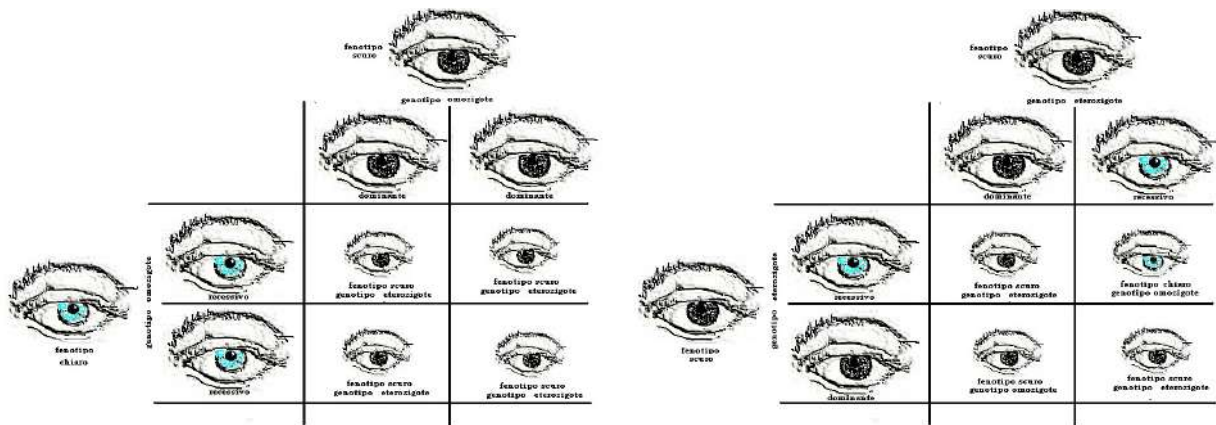 fenotipo
scuro
genotipo omozigote
dominante
dominante
genotipo omozigote
recessivo
fenotipo scuro
genotipo eterozigote
fenotipo scuro
genotipo eterozigote
fenotipo
chiaro
recessivo
fenotipo scuro
genotipo eterozigote
fenotipo scuro
genotipo eterozigote
fenotipo
scuro
genotipo eterozigote
dominante
recessivo
genotipo eterozigote
recessivo
fenotipo scuro
genotipo eterozigote
fenotipo chiaro
genotipo omozigote
fenotipo
scuro
dominante
fenotipo scuro
genotipo omozigote
fenotipo scuro
genotipo eterozigote